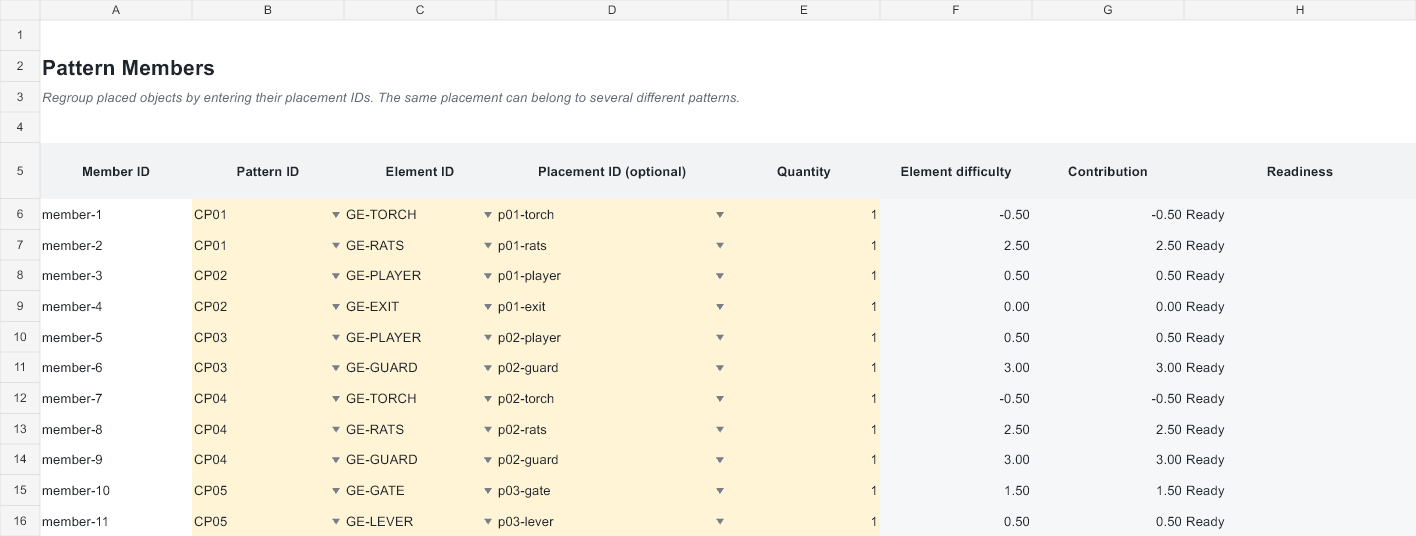 A B C D E F G H
1
2 Pattern Members
3 Regroup placed objects by entering their placement IDs. The same placement can belong to several different patterns.
4
5 Member ID Pattern ID Element ID Placement ID (optional) Quantity Element difficulty Contribution Readiness
6 member-1 CP01 GE-TORCH p01-torch 1 -0.50 -0.50 Ready
7 member-2 CP01 GE-RATS p01-rats 1 2.50 2.50 Ready
8 member-3 CP02 GE-PLAYER p01-player 1 0.50 0.50 Ready
9 member-4 CP02 GE-EXIT p01-exit 1 0.00 0.00 Ready
10 member-5 CP03 GE-PLAYER p02-player 1 0.50 0.50 Ready
11 member-6 CP03 GE-GUARD p02-guard 1 3.00 3.00 Ready
12 member-7 CP04 GE-TORCH p02-torch 1 -0.50 -0.50 Ready
13 member-8 CP04 GE-RATS p02-rats 1 2.50 2.50 Ready
14 member-9 CP04 GE-GUARD p02-guard 1 3.00 3.00 Ready
15 member-10 CP05 GE-GATE p03-gate 1 1.50 1.50 Ready
16 member-11 CP05 GE-LEVER p03-lever 1 0.50 0.50 Ready